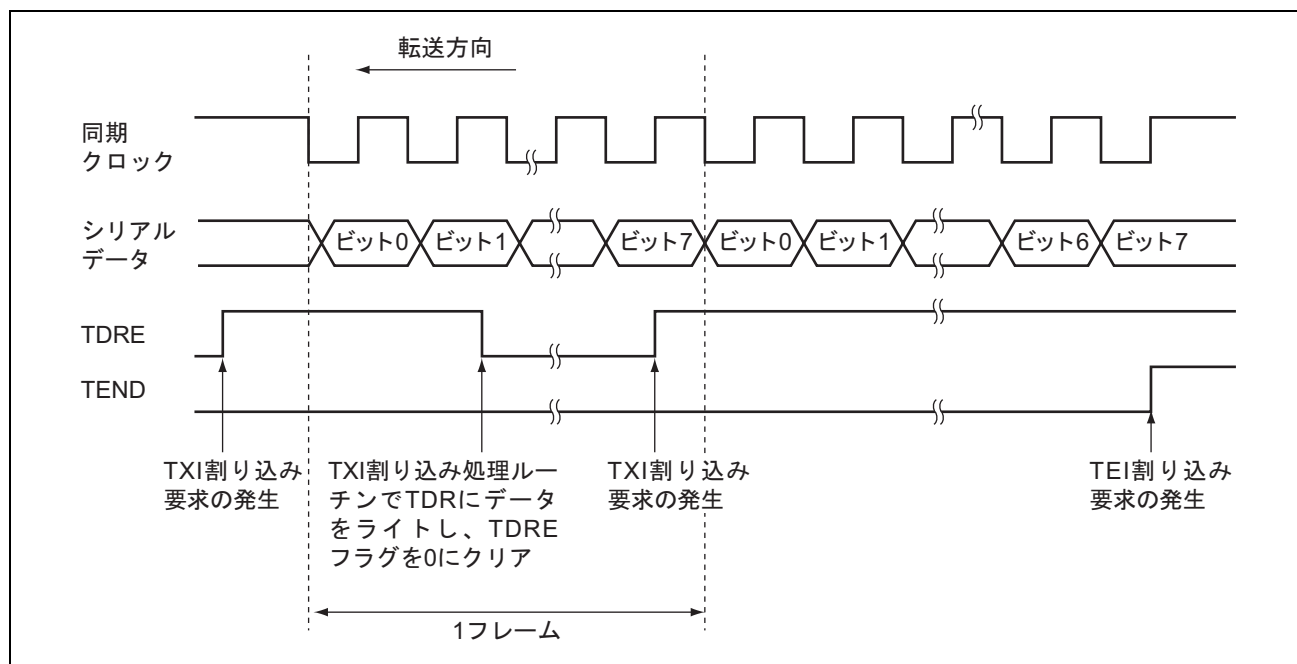 転送方向
同期
クロック
シリアル
データ
ビット0
ビット1
ビット7
ビット0
ビット1
ビット6
ビット7
TDRE
TEND
TXI割り込み
要求の発生
TXI割り込み処理ルー
チンでTDRにデータ
をライトし、TDRE
フラグを0にクリア
TXI割り込み
要求の発生
TEI割り込み
要求の発生
1フレーム